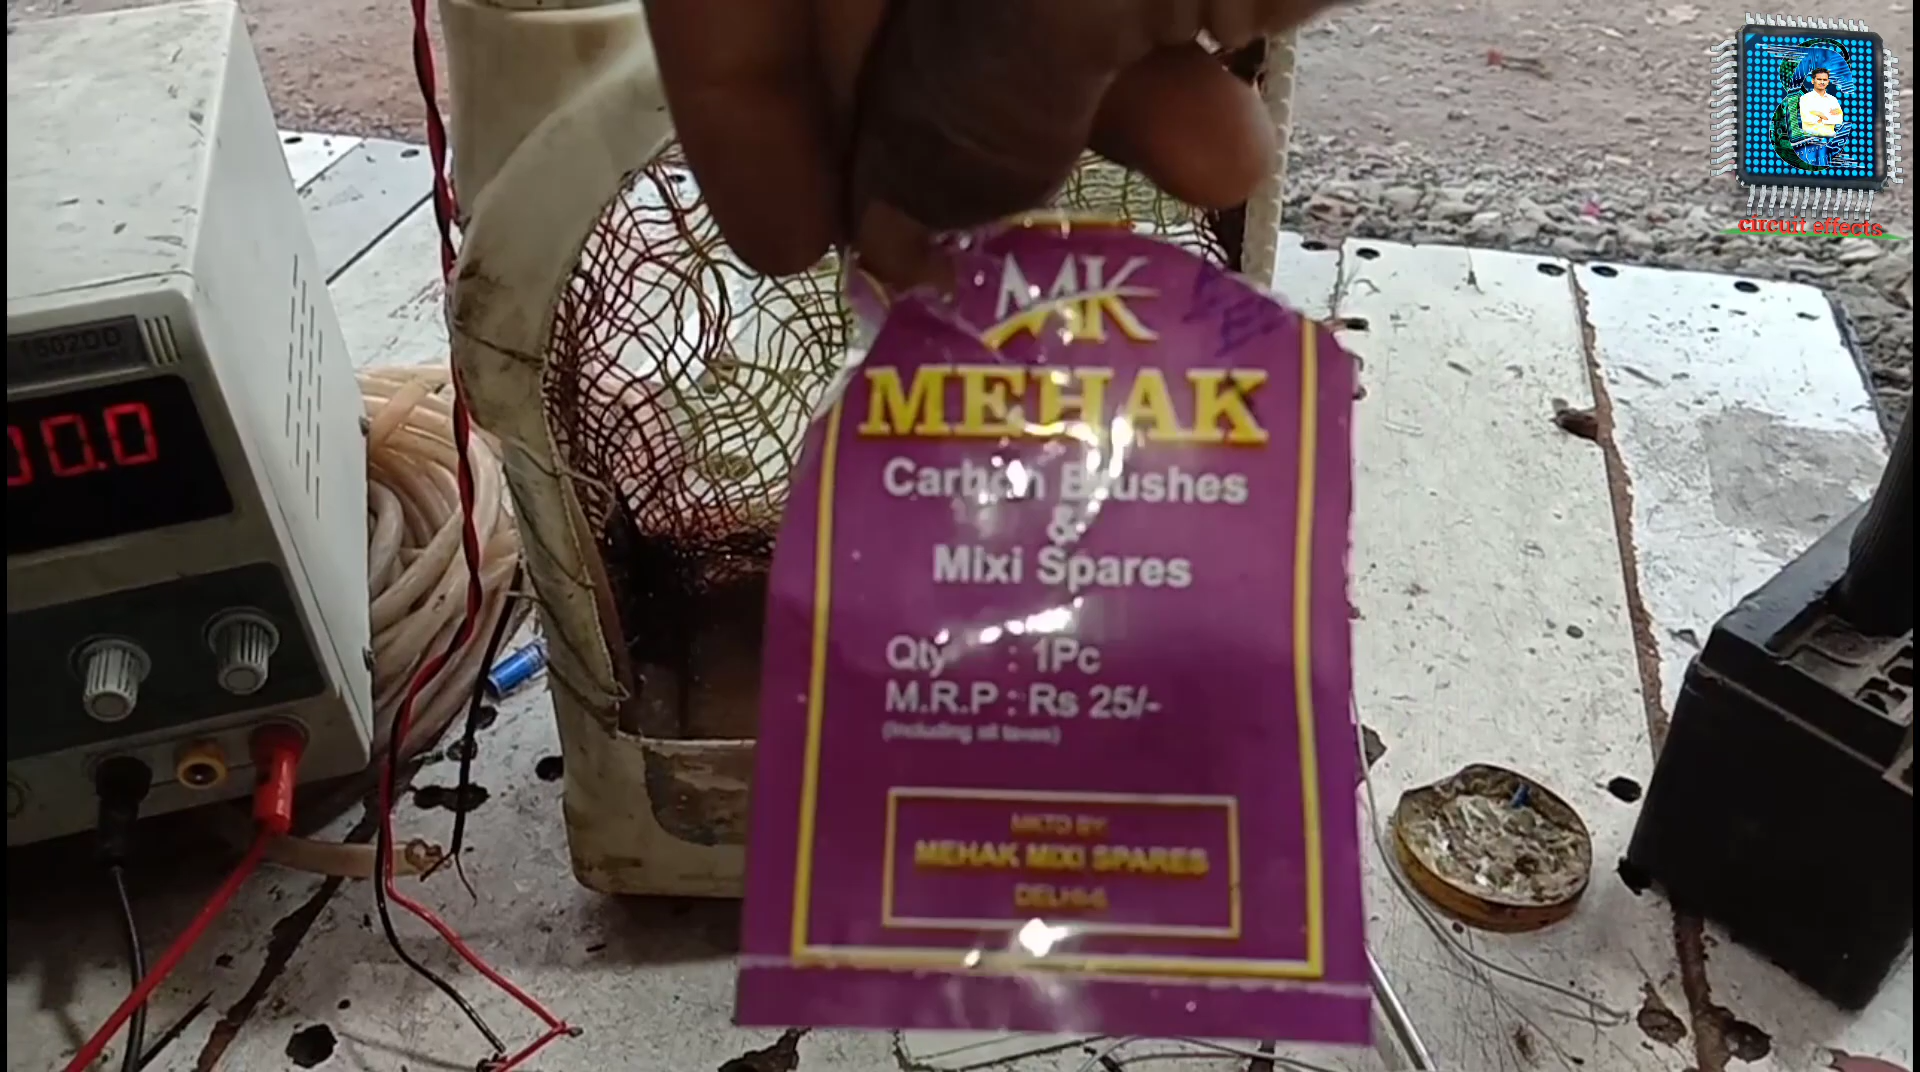 1502DD
00.0
circuit effects
MK
MEHAK
Carbon Brushes
&
Mixi Spares
Qty : 1Pc
M.R.P : Rs 25/-
(Including all taxes)
MKTD BY:
MEHAK MIXI SPARES
DELHI-6